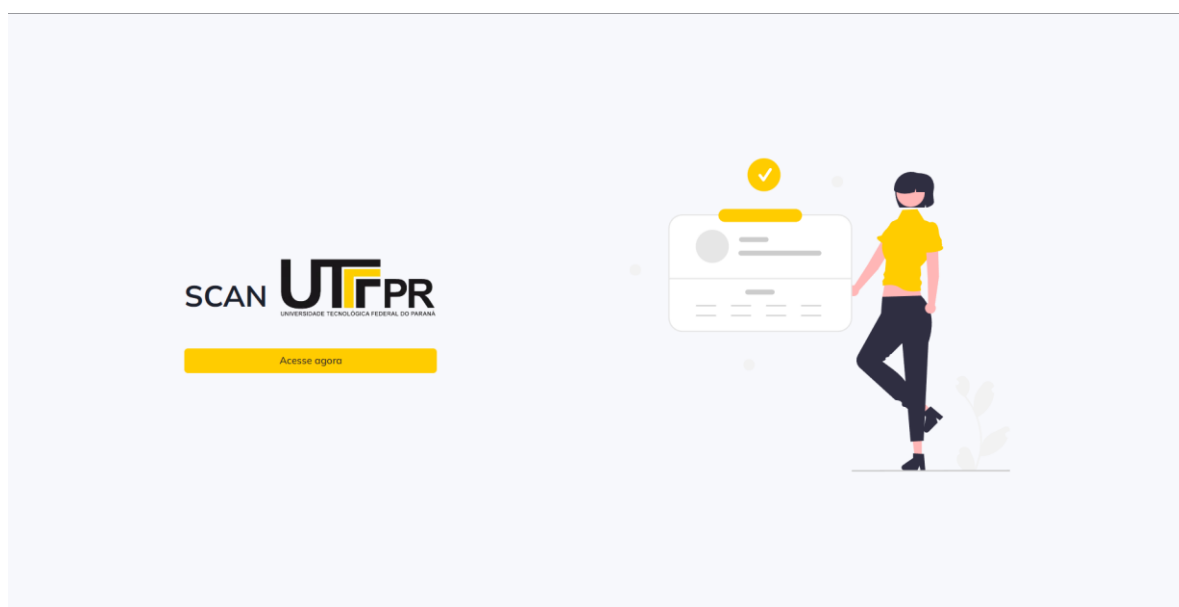 SCAN UTFPR
UNIVERSIDADE TECNOLÓGICA FEDERAL DO PARANÁ
Acesse agora